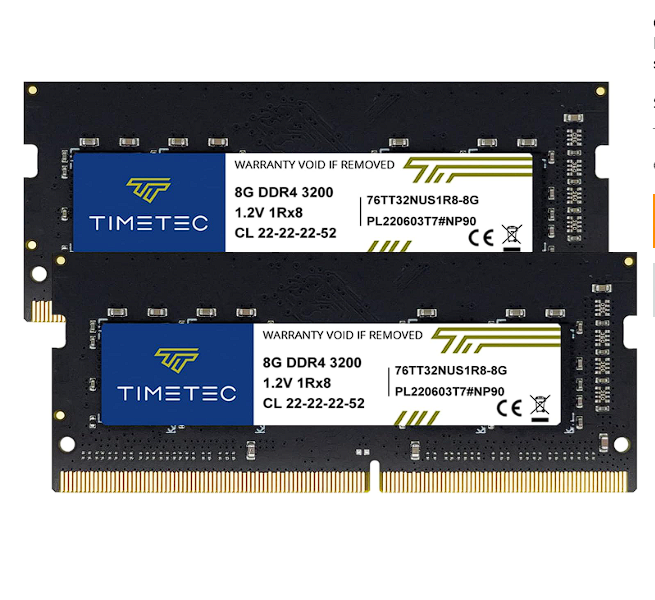 WARRANTY VOID IF REMOVED
8G DDR4 3200
1.2V 1Rx8
CL 22-22-22-52
76TT32NUS1R8-8G
PL220603T7#NP90
TIMETEC
CE
WARRANTY VOID IF REMOVED
8G DDR4 3200
1.2V 1Rx8
CL 22-22-22-52
76TT32NUS1R8-8G
PL220603T7#NP90
TIMETEC
CE